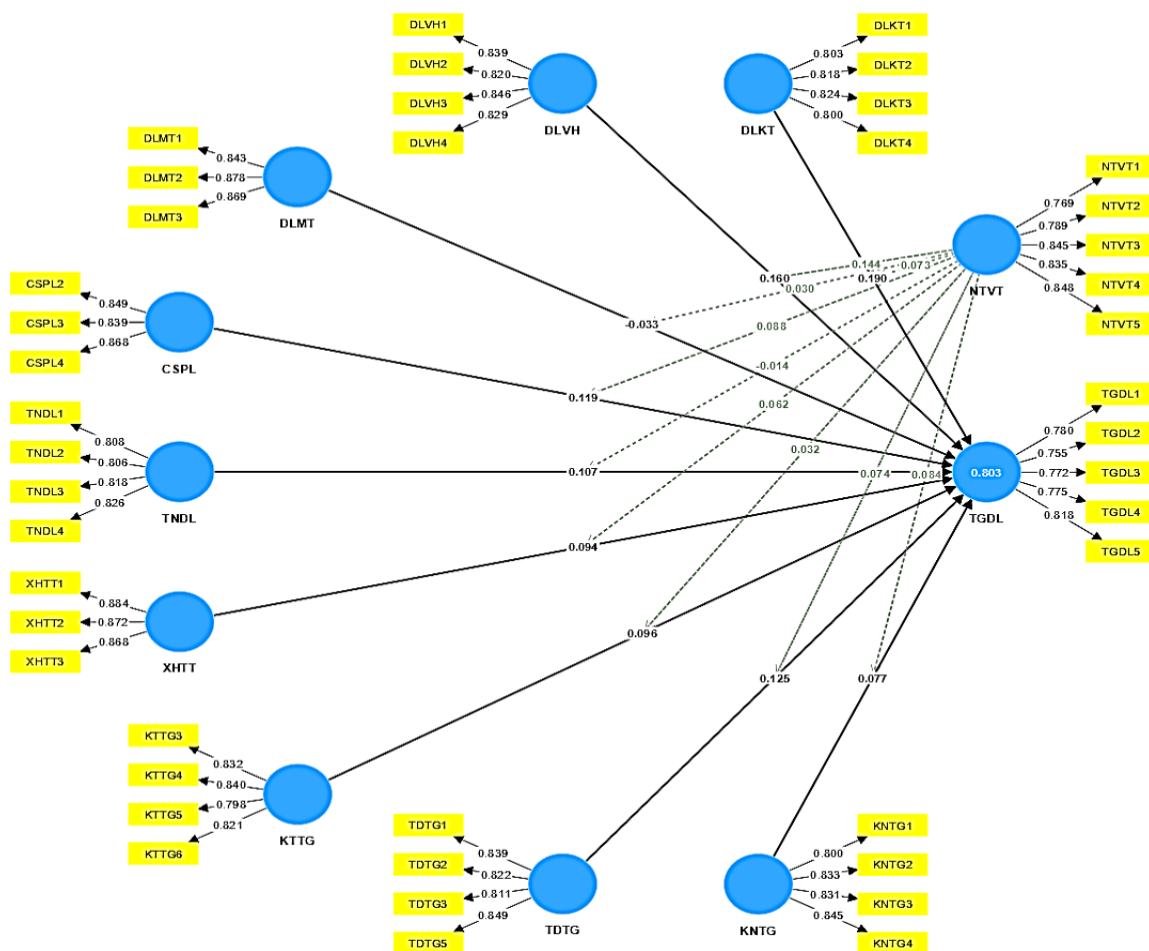 DLVH1
DLVH2
DLVH3
DLVH4
0.839
0.820
0.846
0.829
DLVH
DLKT1
DLKT2
DLKT3
DLKT4
0.803
0.818
0.824
0.800
DLKT
DLMT1
DLMT2
DLMT3
0.843
0.878
0.869
DLMT
NTVT1
NTVT2
NTVT3
NTVT4
NTVT5
0.769
0.789
0.845
0.835
0.848
NTVT
CSPL2
CSPL3
CSPL4
0.849
0.839
0.868
CSPL
0.144
0.073
0.160
0.030
0.190
-0.033
0.088
-0.014
0.119
0.062
0.032
0.107
0.074
0.084
0.094
0.096
0.125
0.077
TNDL1
TNDL2
TNDL3
TNDL4
0.808
0.806
0.818
0.826
TNDL
TGDL1
TGDL2
TGDL3
TGDL4
TGDL5
0.780
0.755
0.772
0.775
0.818
0.803
TGDL
XHTT1
XHTT2
XHTT3
0.884
0.872
0.868
XHTT
KTTG3
KTTG4
KTTG5
KTTG6
0.832
0.840
0.798
0.821
KTTG
TDTG1
TDTG2
TDTG3
TDTG5
0.839
0.822
0.811
0.849
TDTG
KNTG1
KNTG2
KNTG3
KNTG4
0.800
0.833
0.831
0.845
KNTG